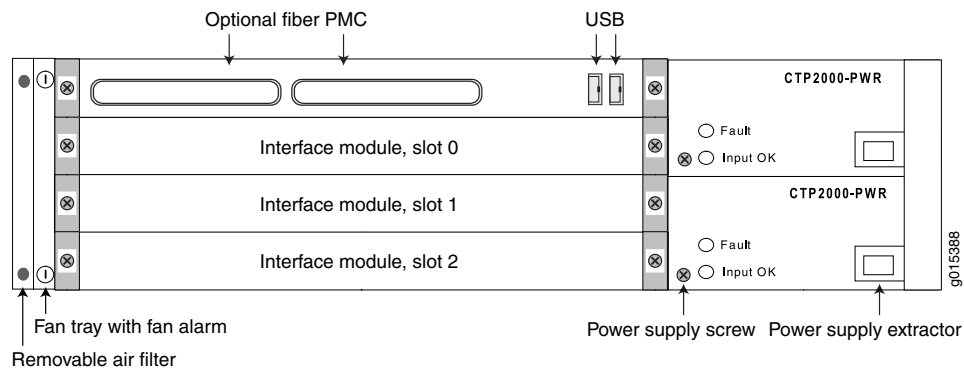 Optional fiber PMC
USB
CTP2000-PWR
Fault
Interface module, slot 0
Input OK
Interface module, slot 1
CTP2000-PWR
Fault
Interface module, slot 2
Input OK
g015388
Fan tray with fan alarm
Power supply screw
Power supply extractor
Removable air filter